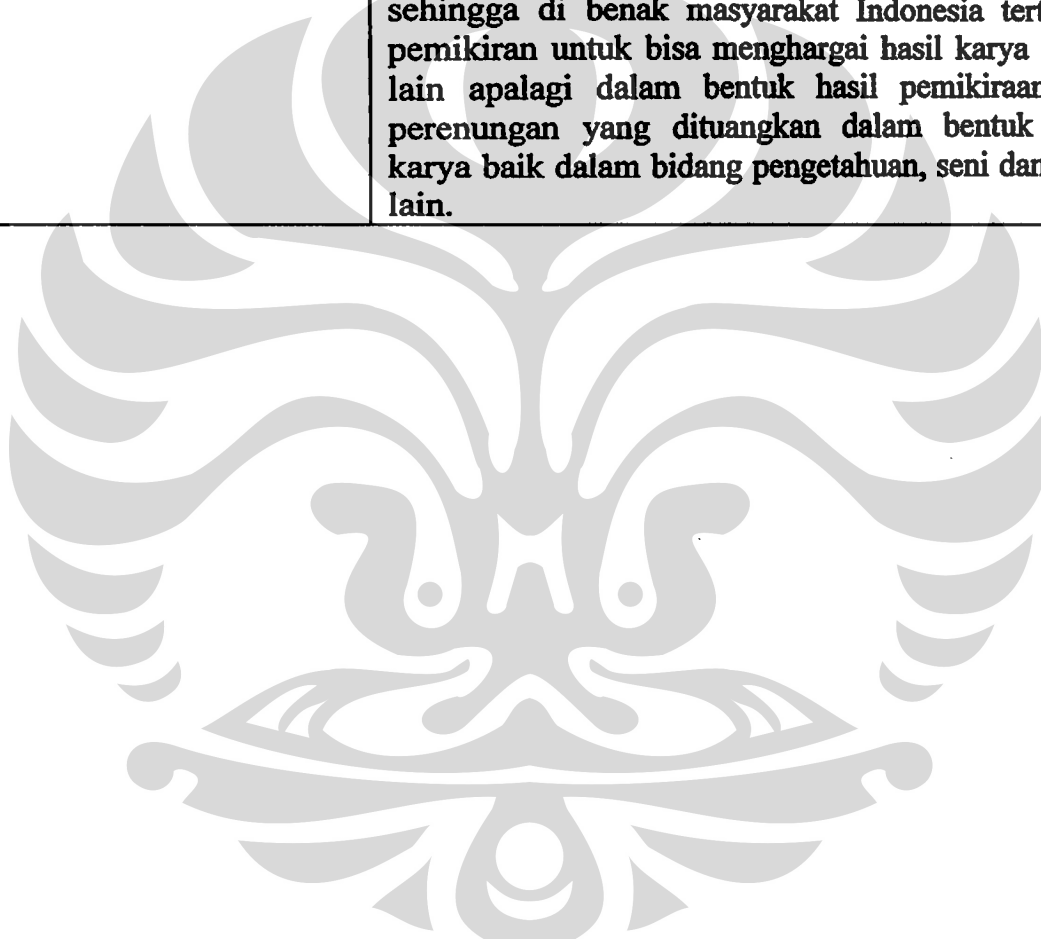 sehingga di benak masyarakat Indonesia
pemikiran untuk bisa menghargai hasil karya
lain apalagi dalam bentuk hasil pemikiraan
perenungan yang dituangkan dalam bentuk
karya baik dalam bidang pengetahuan, seni dan
lain.